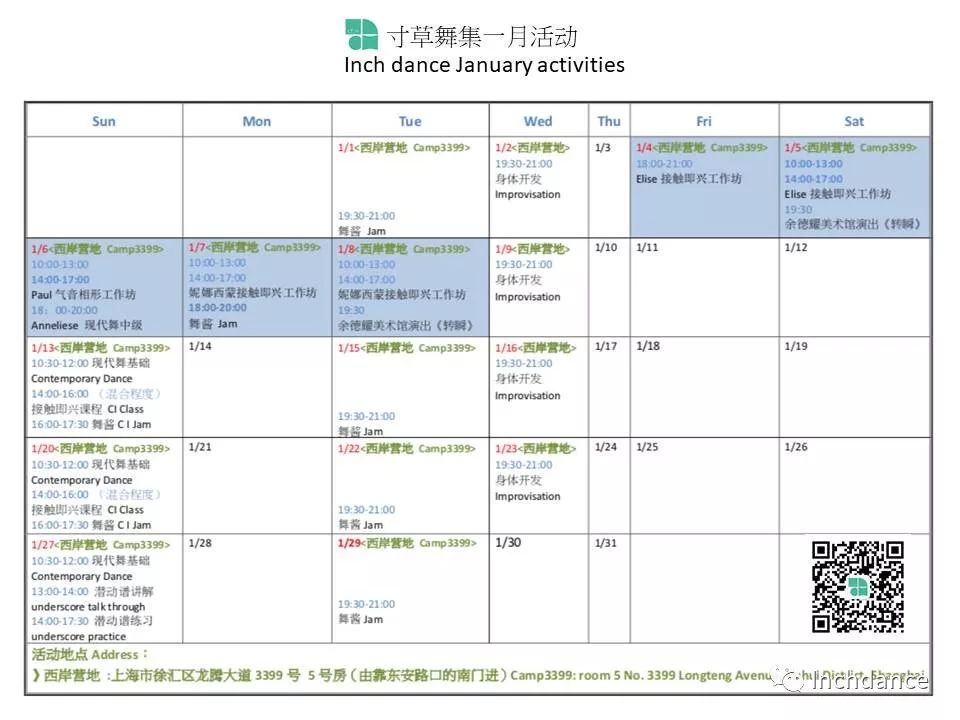 寸草舞集一月活动
Inch dance January activities
Sun
Mon
Tue
Wed
Thu
Fri
Sat
1/1<西岸营地 Camp3399>
19:30-21:00
舞酱 Jam
1/2<西岸营地>
19:30-21:00
身体开发
Improvisation
1/3
1/4<西岸营地 Camp3399>
18:00-21:00
Elise 接触即兴工作坊
1/5<西岸营地 Camp3399>
10:00-13:00
14:00-17:00
Elise 接触即兴工作坊
19:30
余德耀美术馆演出《转瞬》
1/6<西岸营地 Camp3399>
10:00-13:00
14:00-17:00
Paul 气音相形工作坊
18：00-20:00
Anneliese 现代舞中级
1/7<西岸营地 Camp3399>
10:00-13:00
14:00-17:00
妮娜西蒙接触即兴工作坊
18:00-20:00
舞酱 Jam
1/8<西岸营地 Camp3399>
10:00-13:00
14:00-17:00
妮娜西蒙接触即兴工作坊
19:30
余德耀美术馆演出《转瞬》
1/9<西岸营地>
19:30-21:00
身体开发
Improvisation
1/10
1/11
1/12
1/13<西岸营地 Camp3399>
10:30-12:00 现代舞基础
Contemporary Dance
14:00-16:00 （混合程度）
接触即兴课程 CI Class
16:00-17:30 舞酱 C I Jam
1/14
1/15<西岸营地 Camp3399>
19:30-21:00
舞酱 Jam
1/16<西岸营地>
19:30-21:00
身体开发
Improvisation
1/17
1/18
1/19
1/20<西岸营地 Camp3399>
10:30-12:00 现代舞基础
Contemporary Dance
14:00-16:00 （混合程度）
接触即兴课程 CI Class
16:00-17:30 舞酱 C I Jam
1/21
1/22<西岸营地 Camp3399>
19:30-21:00
舞酱 Jam
1/23<西岸营地>
19:30-21:00
身体开发
Improvisation
1/24
1/25
1/26
1/27<西岸营地 Camp3399>
10:30-12:00 现代舞基础
Contemporary Dance
13:00-14:00 潜动谱讲解
underscore talk through
14:00-17:30 潜动谱练习
underscore practice
1/28
1/29<西岸营地 Camp3399>
19:30-21:00
舞酱 Jam
1/30
1/31
活动地点 Address：
》西岸营地 :上海市徐汇区龙腾大道 3399 号 5 号房（由靠东安路口的南门进）Camp3399: room 5 No. 3399 Longteng Avenu
Inchdance